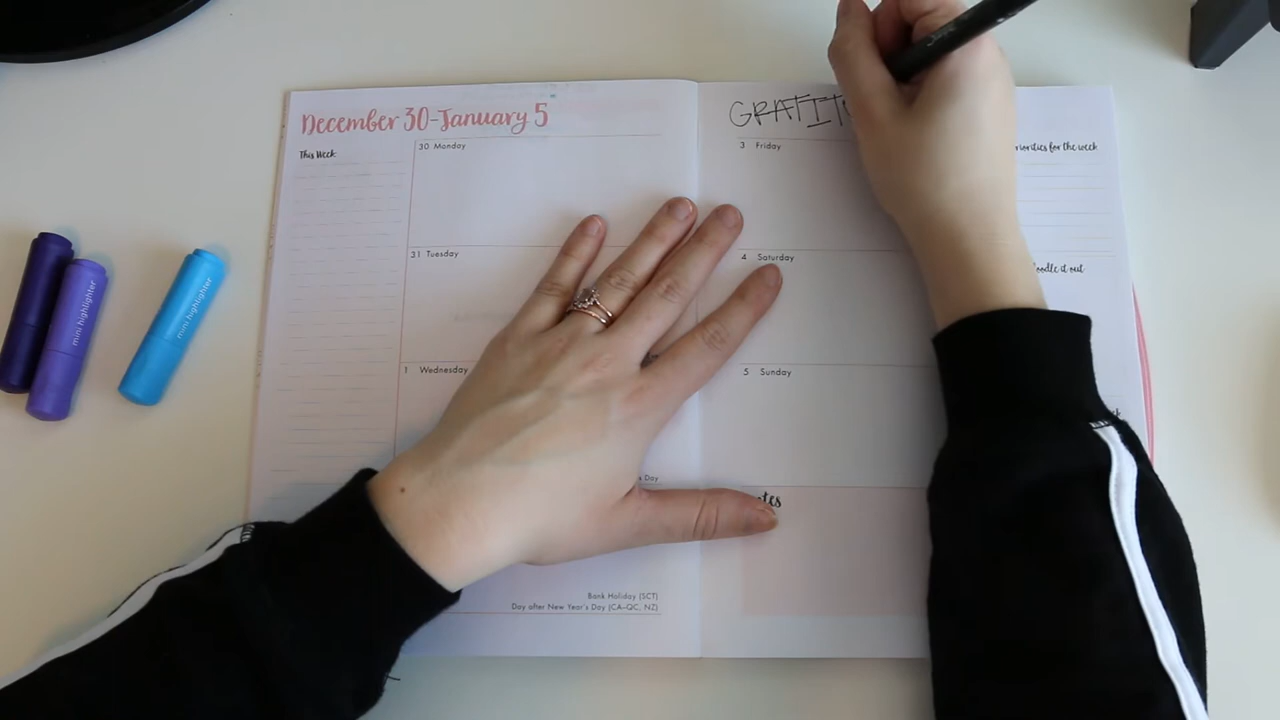 December 30-January 5
This Week
30 Monday
31 Tuesday
1 Wednesday
s Day
Bank Holiday (SCT)
Day after New Year's Day (CA-QC, NZ)
GRATIT
3 Friday
4 Saturday
5 Sunday
otes
riorities for the week
oodle it out
mini highlighter
mini highlighter